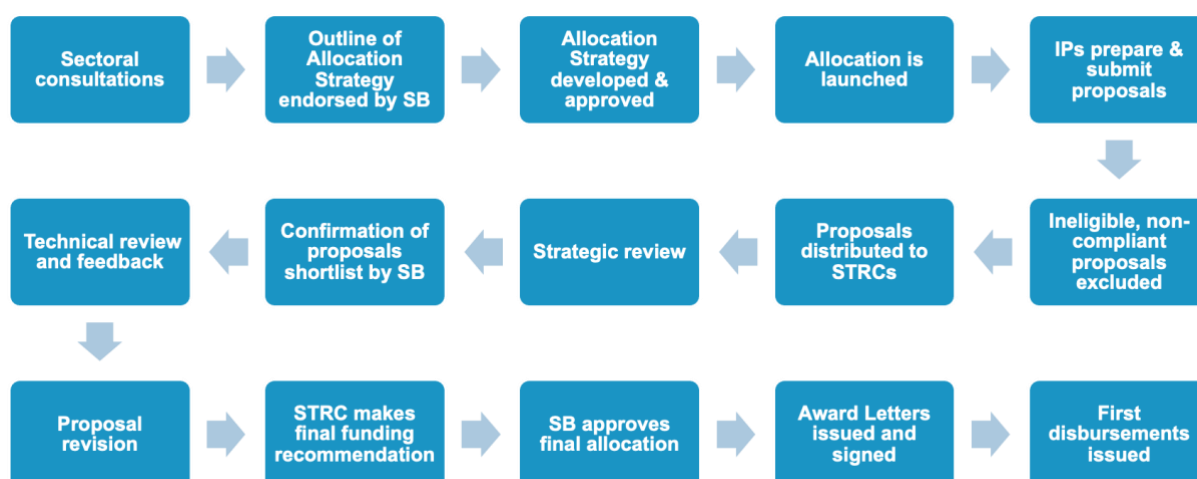 Sectoral
consultations
Outline of
Allocation
Strategy
endorsed by SB
Allocation
Strategy
developed &
approved
Allocation is
launched
IPs prepare &
submit
proposals
Ineligible, non-
compliant
proposals
excluded
Proposals
distributed to
STRCs
Strategic review
Confirmation of
proposals
shortlist by SB
Technical review
and feedback
Proposal
revision
STRC makes
final funding
recommendation
SB approves
final allocation
Award Letters
issued and
signed
First
disbursements
issued